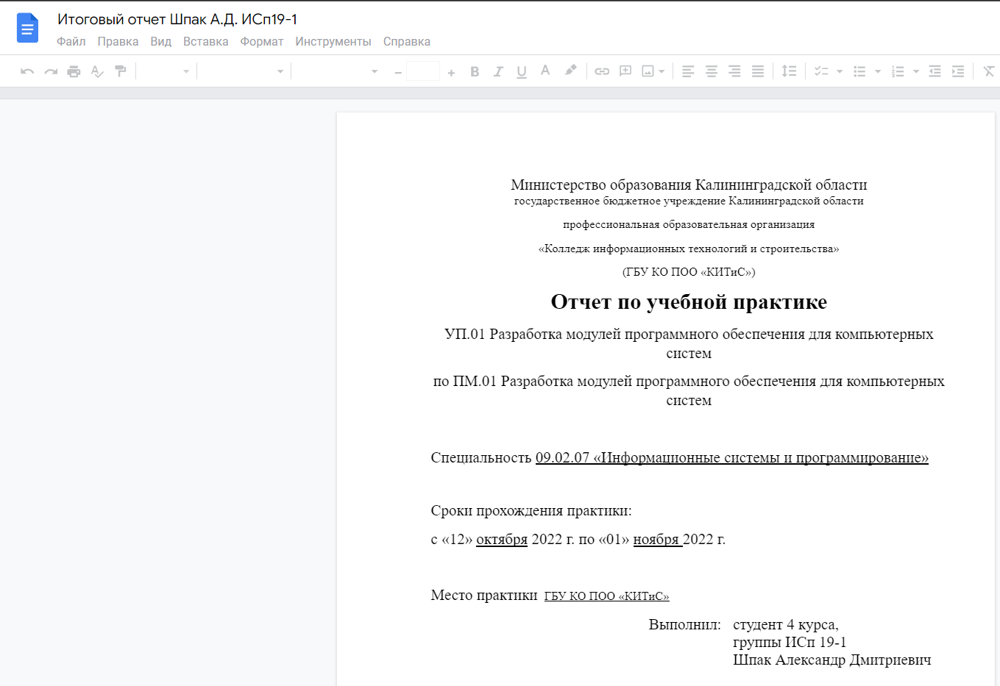 Итоговый отчет Шпак А.Д. ИСп19-1
Файл Правка Вид Вставка Формат Инструменты Справка
Министерство образования Калининградской области
государственное бюджетное учреждение Калининградской области
профессиональная образовательная организация
«Колледж информационных технологий и строительства»
(ГБУ КО ПОО «КИТиС»)
Отчет по учебной практике
УП.01 Разработка модулей программного обеспечения для компьютерных
систем
по ПМ.01 Разработка модулей программного обеспечения для компьютерных
систем
Специальность 09.02.07 «Информационные системы и программирование»
Сроки прохождения практики:
с «12» октября 2022 г. по «01» ноября 2022 г.
Место практики ГБУ КО ПОО «КИТиС»
Выполнил: студент 4 курса,
группы ИСп 19-1
Шпак Александр Дмитриевич